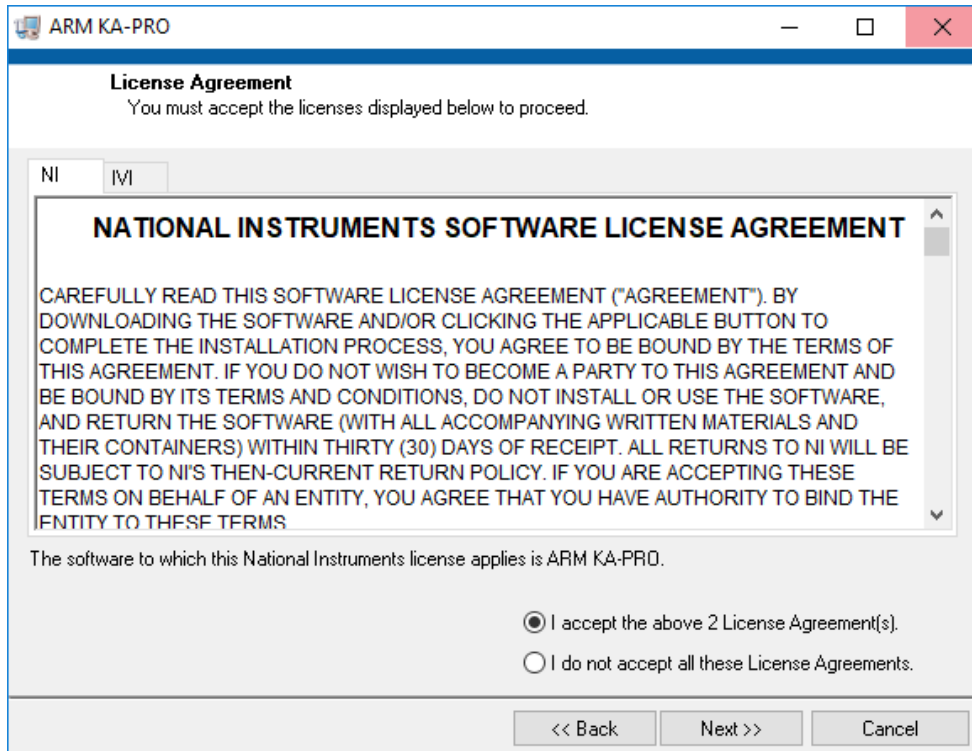 ARM KA-PRO
License Agreement
You must accept the licenses displayed below to proceed.
NI
IVI
NATIONAL INSTRUMENTS SOFTWARE LICENSE AGREEMENT
CAREFULLY READ THIS SOFTWARE LICENSE AGREEMENT ("AGREEMENT"). BY
DOWNLOADING THE SOFTWARE AND/OR CLICKING THE APPLICABLE BUTTON TO
COMPLETE THE INSTALLATION PROCESS, YOU AGREE TO BE BOUND BY THE TERMS OF
THIS AGREEMENT. IF YOU DO NOT WISH TO BECOME A PARTY TO THIS AGREEMENT AND
BE BOUND BY ITS TERMS AND CONDITIONS, DO NOT INSTALL OR USE THE SOFTWARE,
AND RETURN THE SOFTWARE (WITH ALL ACCOMPANYING WRITTEN MATERIALS AND
THEIR CONTAINERS) WITHIN THIRTY (30) DAYS OF RECEIPT. ALL RETURNS TO NI WILL BE
SUBJECT TO NI'S THEN-CURRENT RETURN POLICY. IF YOU ARE ACCEPTING THESE
TERMS ON BEHALF OF AN ENTITY, YOU AGREE THAT YOU HAVE AUTHORITY TO BIND THE
ENTITY TO THESE TERMS
The software to which this National Instruments license applies is ARM KA-PRO.
I accept the above 2 License Agreement(s).
I do not accept all these License Agreements.
<< Back
Next >>
Cancel